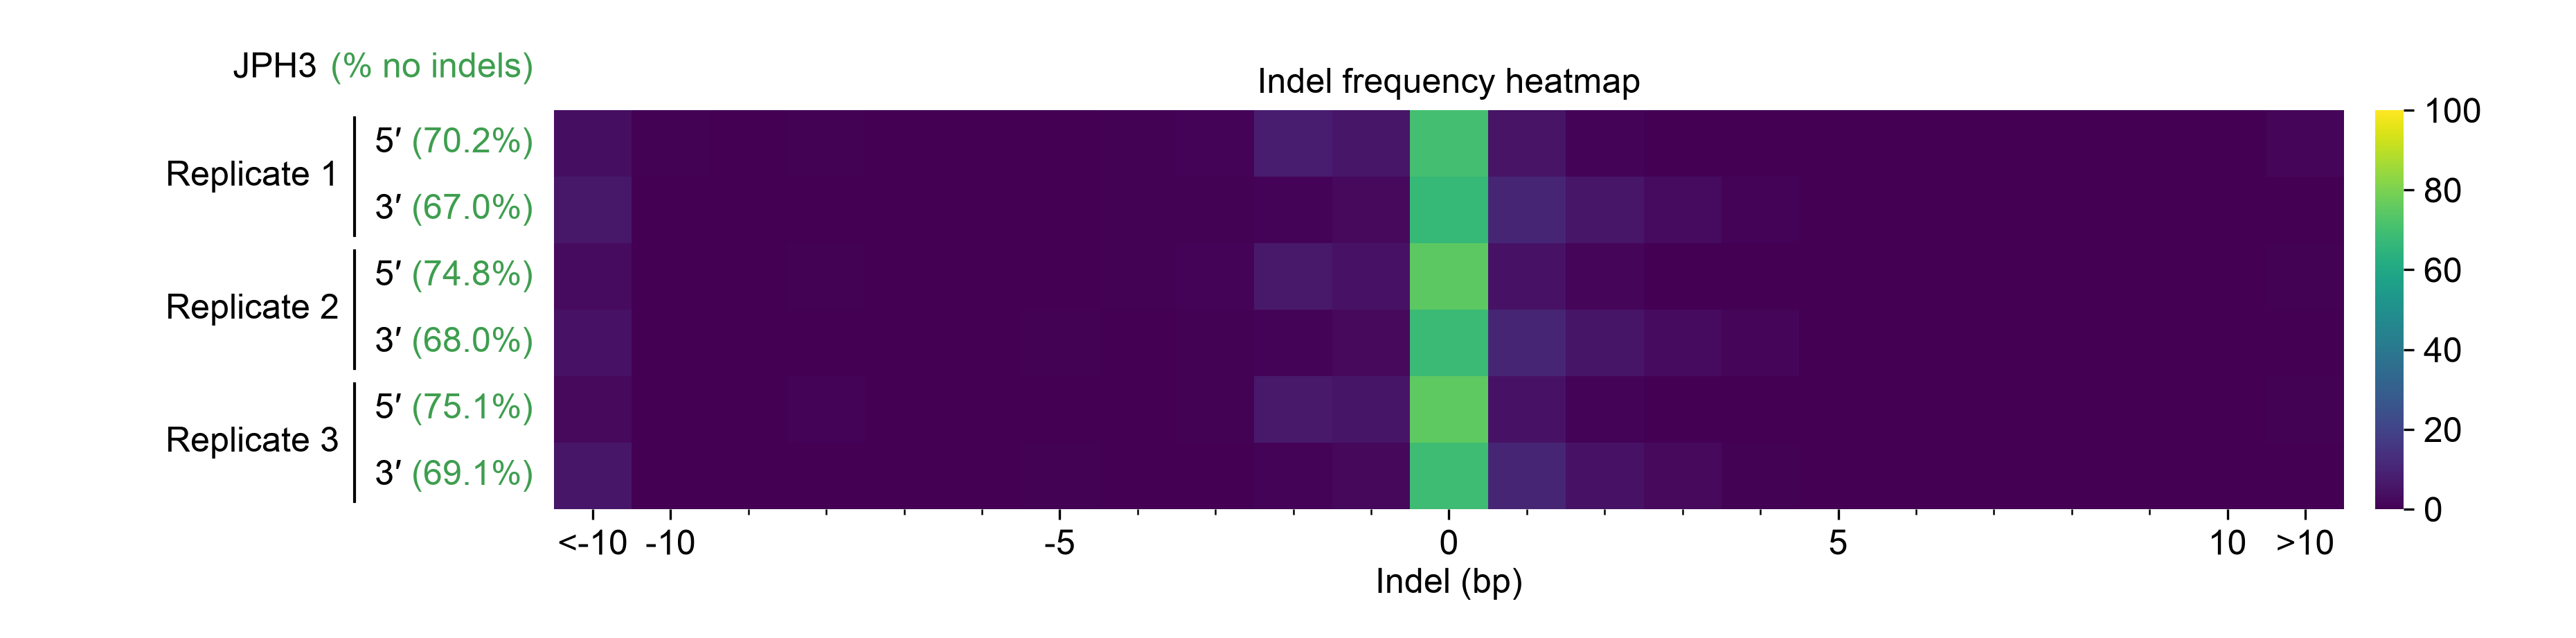 JPH3 (% no indels)
Indel frequency heatmap
Replicate 1
5′ (70.2%)
3′ (67.0%)
Replicate 2
5′ (74.8%)
3′ (68.0%)
Replicate 3
5′ (75.1%)
3′ (69.1%)
<-10 -10 -5 0 5 10 >10
Indel (bp)
100
80
60
40
20
0